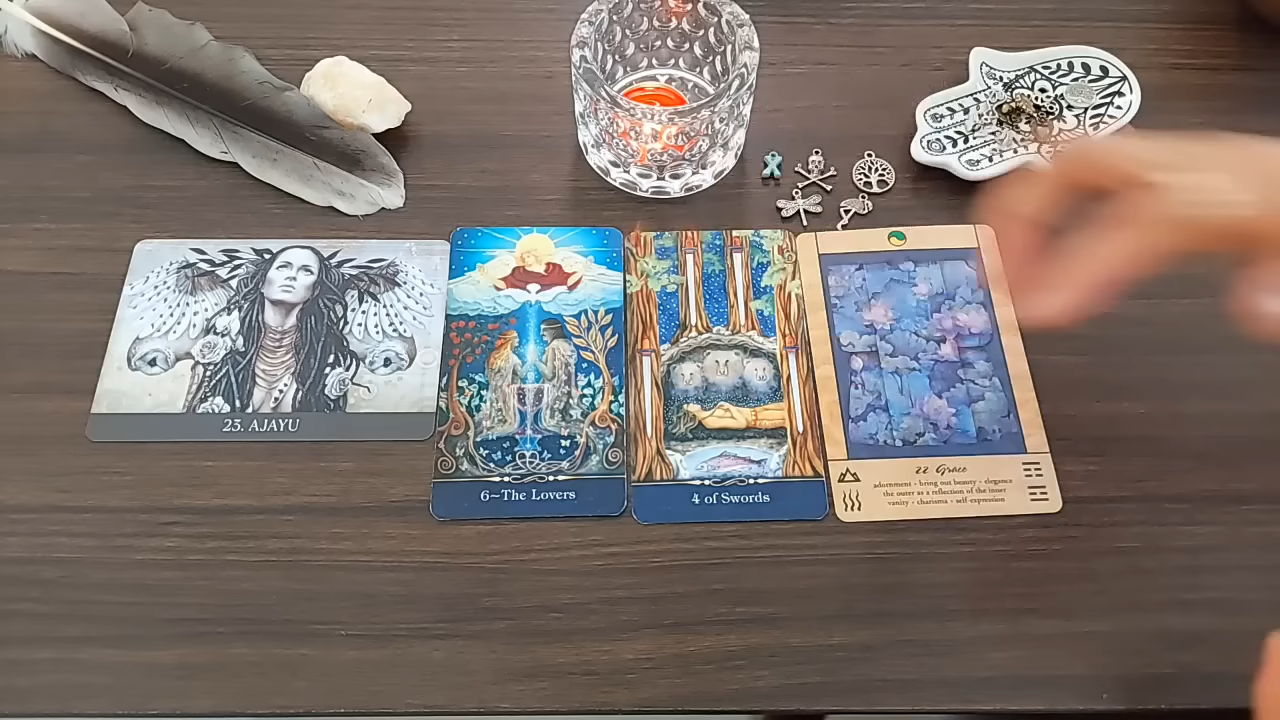 23. AJAYU
6~The Lovers
4 of Swords
22 Grace
adornment - bring out beauty - elegance
the outer as a reflection of the inner
vanity - charisma - self-expression